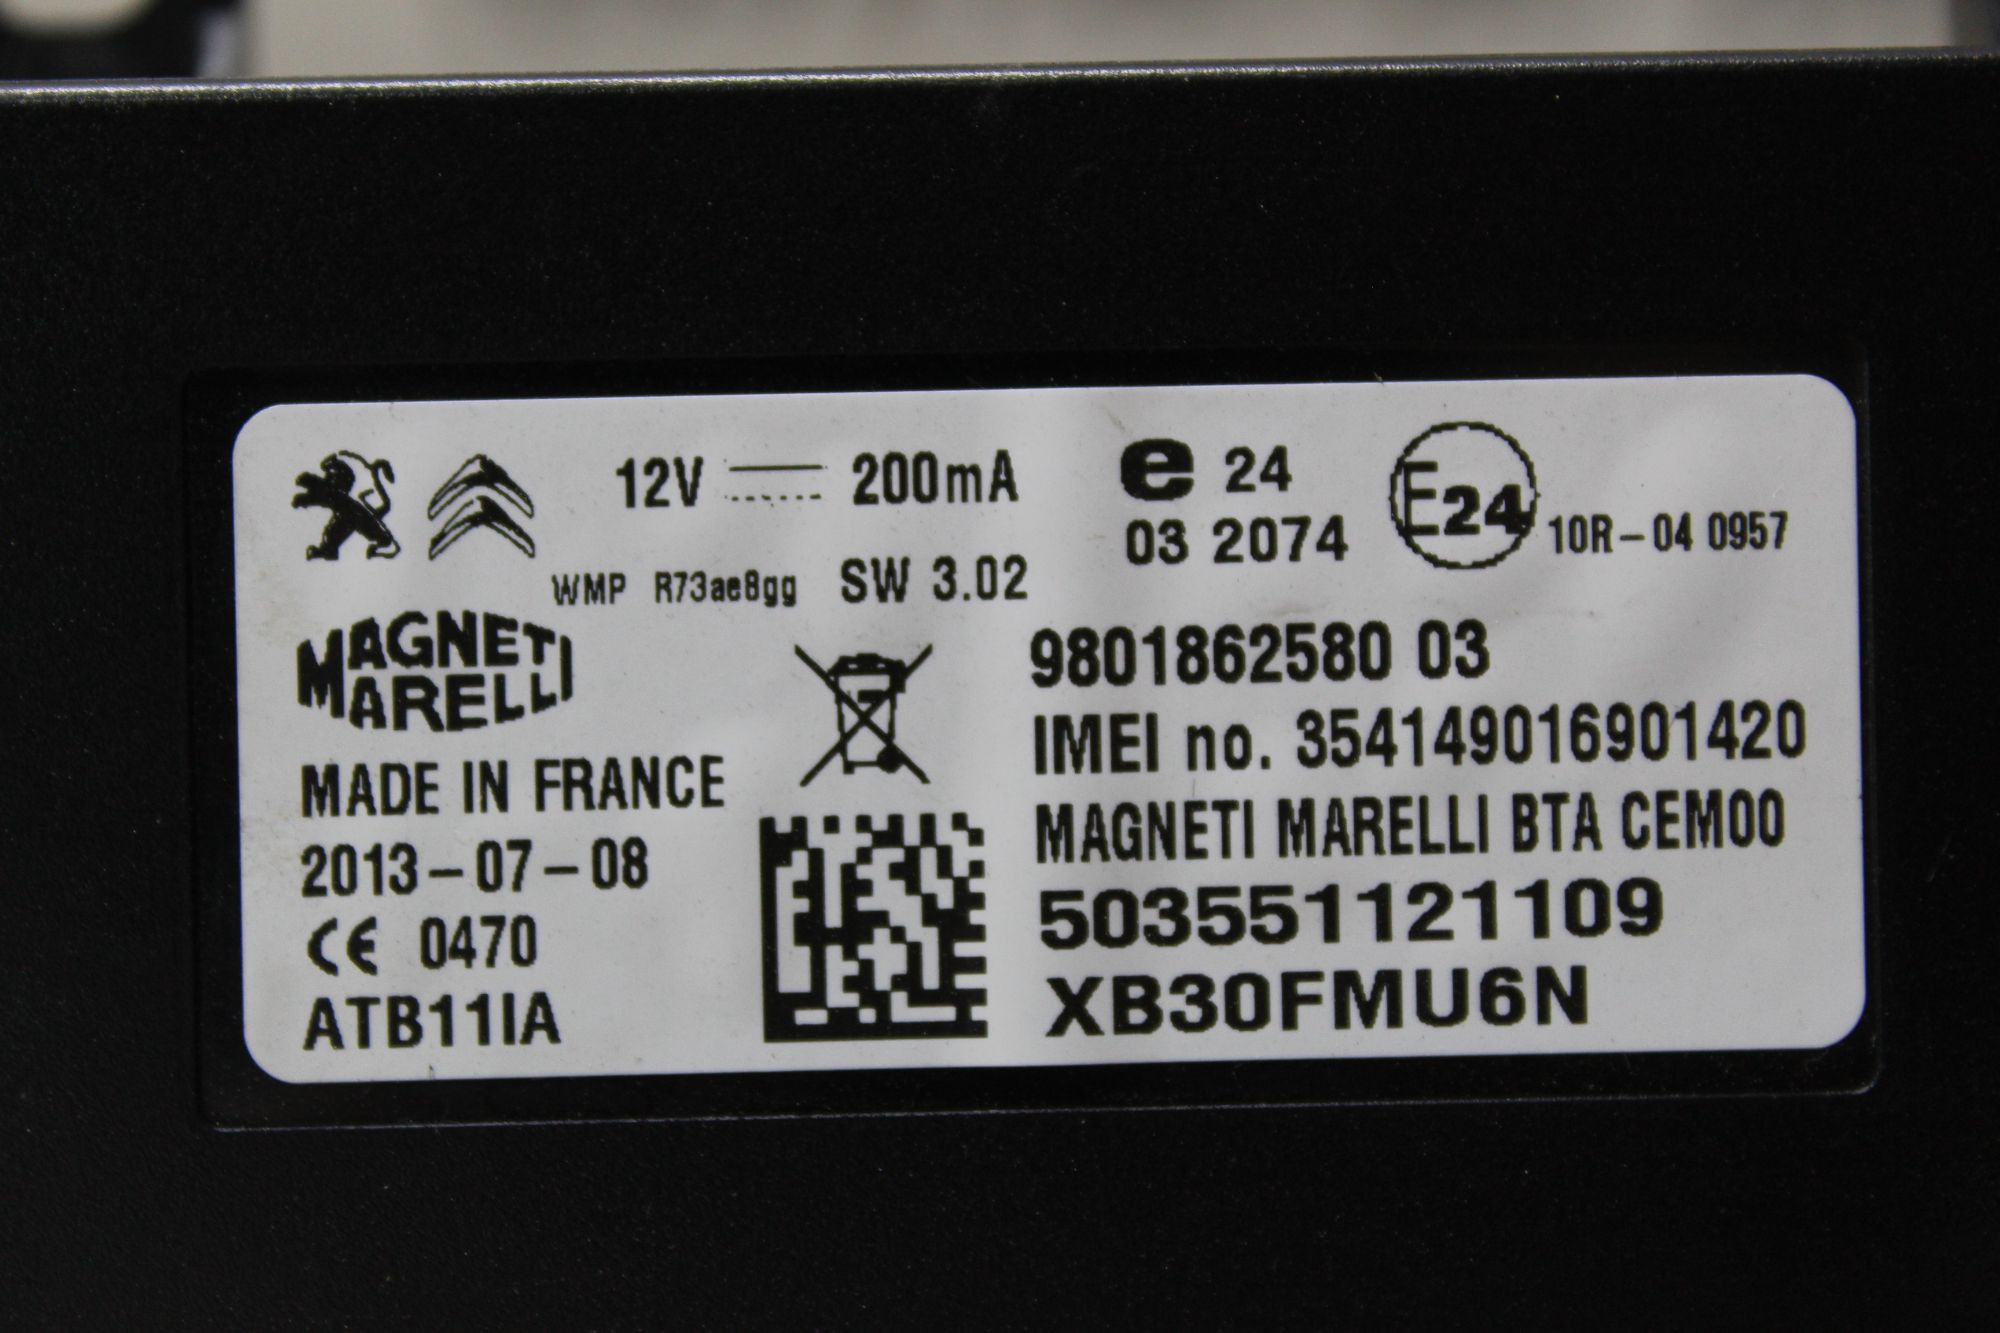 12V 200mA
e 24
03 2074
E24 10R-04 0957
WMP R73ae8gg SW 3.02
MAGNETI
MARELLI
9801862580 03
IMEI no. 354149016901420
MADE IN FRANCE
MAGNETI MARELLI BTA CEM00
2013-07-08
503551121109
CE 0470
XB30FMU6N
ATB11IA